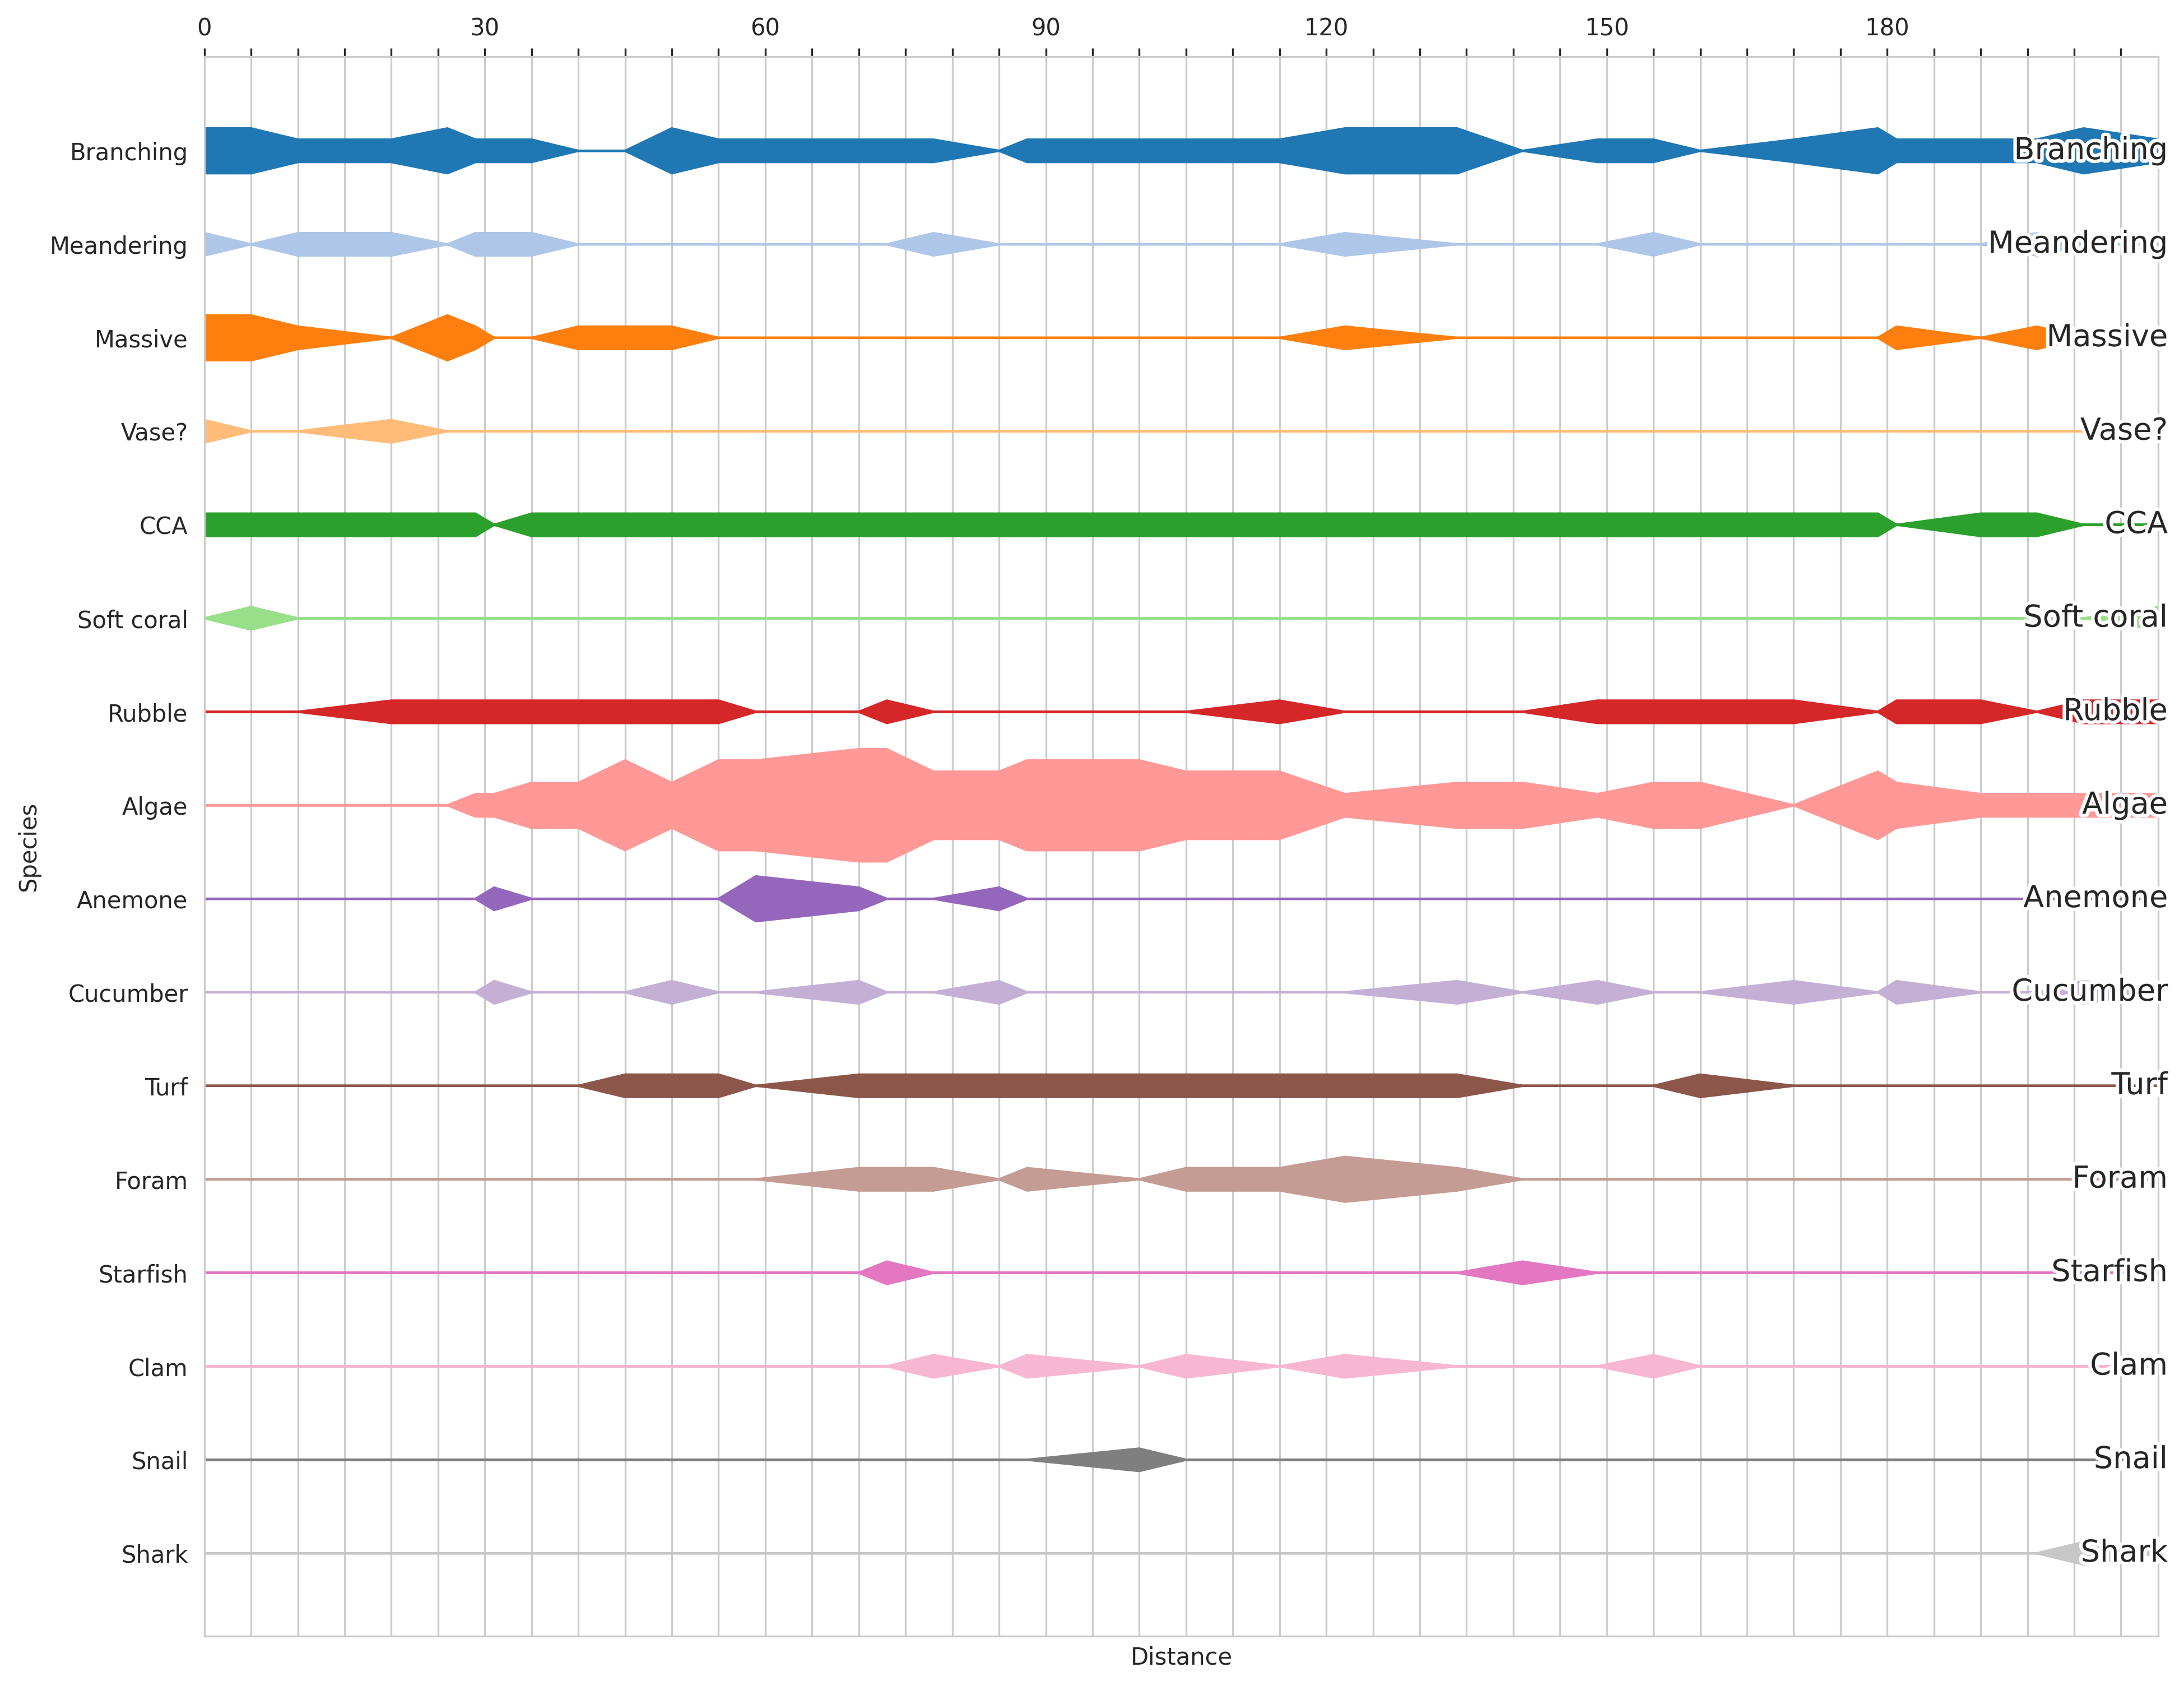 0 30 60 90 120 150 180
Branching Branching
Meandering Meandering
Massive Massive
Vase? Vase?
CCA CCA
Soft coral Soft coral
Rubble Rubble
Algae Algae
Species
Anemone Anemone
Cucumber Cucumber
Turf Turf
Foram Foram
Starfish Starfish
Clam Clam
Snail Snail
Shark Shark
Distance